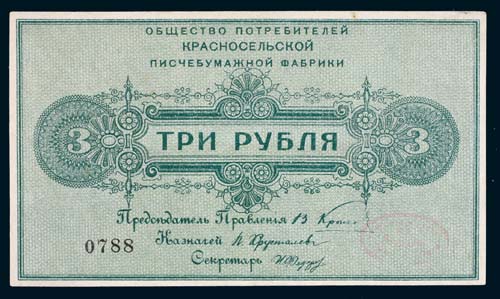 ОБЩЕСТВО ПОТРЕБИТЕЛЕЙ
КРАСНОСЕЛЬСКОЙ
ПИСЧЕБУМАЖНОЙ ФАБРИКИ
3 ТРИ РУБЛЯ 3
Председатель Правления
Казначей
0788
Секретарь